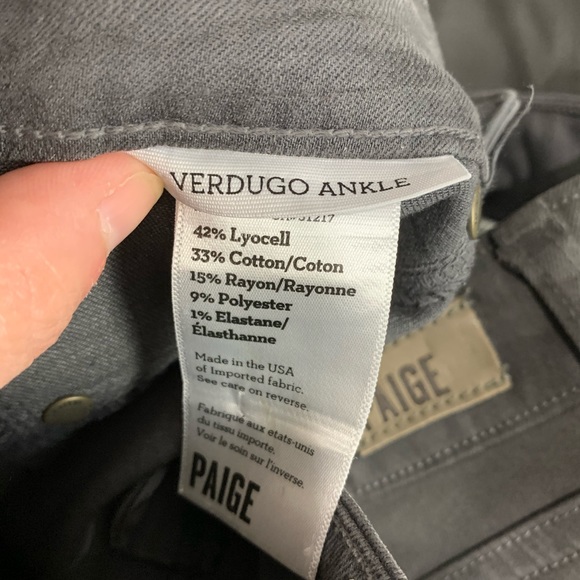 VERDUGO ANKLE
42% Lyocell
33% Cotton/Coton
15% Rayon/Rayonne
9% Polyester
1% Elastane/
Élasthanne
Made in the USA
of Imported fabric.
See care on reverse.
Fabriqué aux etats-unis
du tissu importe.
Voir le soin sur l'inverse.
PAIGE
PAIGE